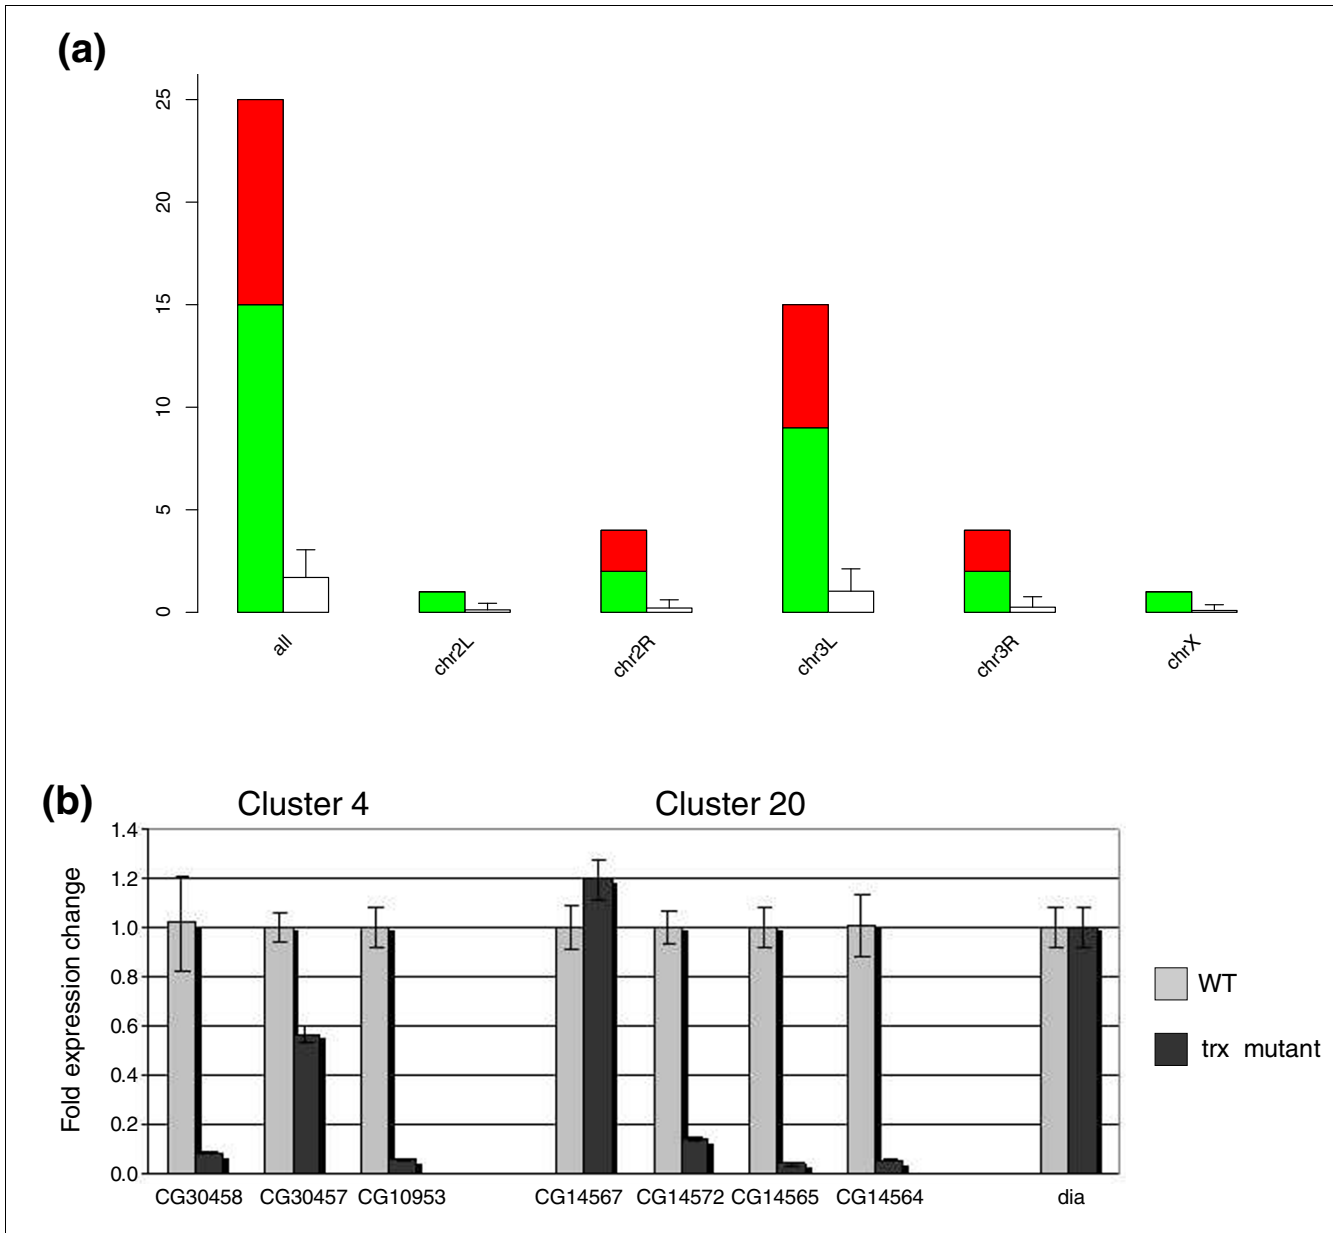 (a)
25
20
15
10
5
0
all
chr2L
chr2R
chr3L
chr3R
chrX
(b)
Cluster 4
Cluster 20
Fold expression change
1.4
1.2
1.0
0.8
0.6
0.4
0.2
0.0
CG30458
CG30457
CG10953
CG14567
CG14572
CG14565
CG14564
dia
WT
trx mutant